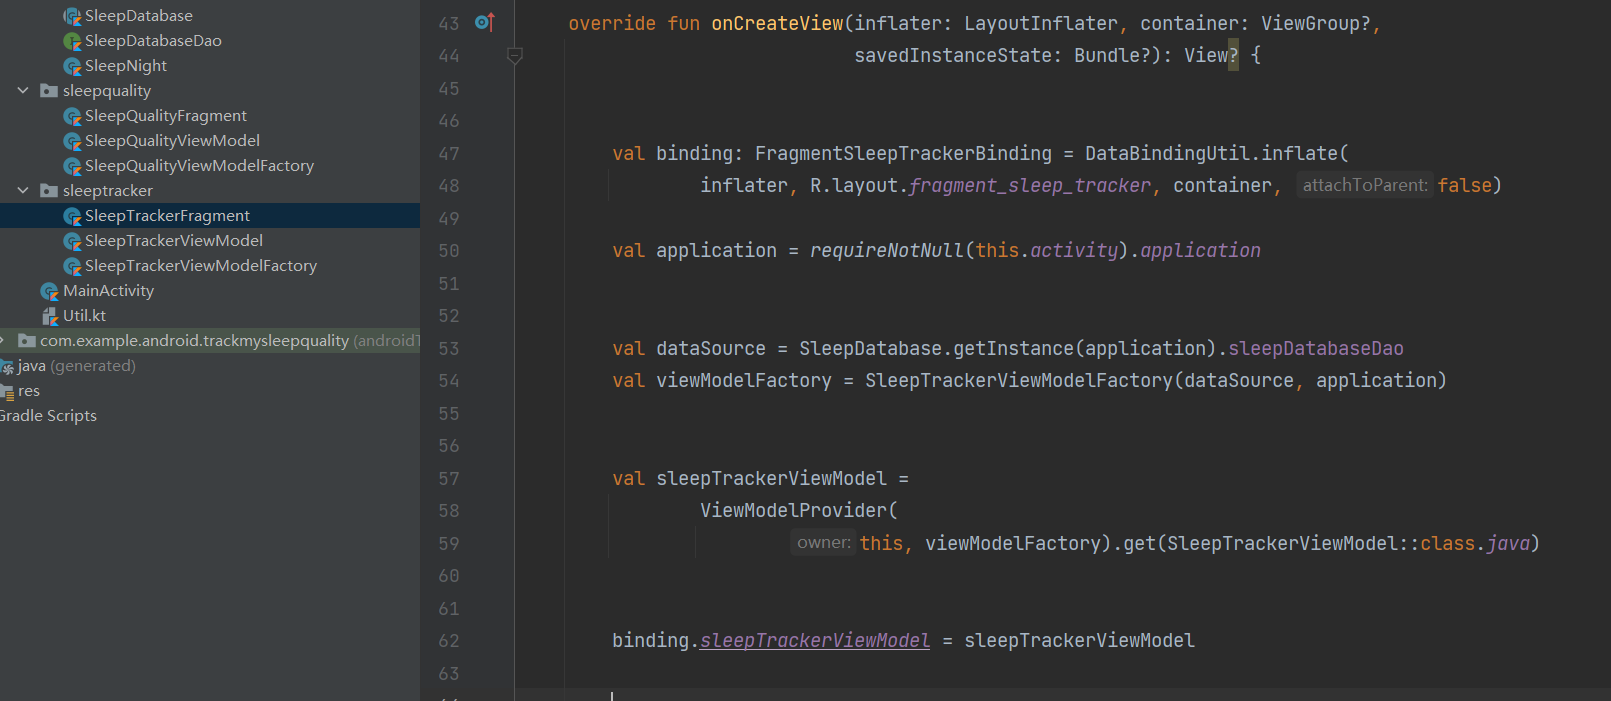 SleepDatabase
SleepDatabaseDao
SleepNight
sleepquality
SleepQualityFragment
SleepQualityViewModel
SleepQualityViewModelFactory
sleeptracker
SleepTrackerFragment
SleepTrackerViewModel
SleepTrackerViewModelFactory
MainActivity
Util.kt
com.example.android.trackmysleepquality (androidT
java (generated)
res
Gradle Scripts
43 override fun onCreateView(inflater: LayoutInflater, container: ViewGroup?,
44 savedInstanceState: Bundle?): View? {
45
46
47 val binding: FragmentSleepTrackerBinding = DataBindingUtil.inflate(
48 inflater, R.layout.fragment_sleep_tracker, container, attachToParent: false)
49
50 val application = requireNotNull(this.activity).application
51
52
53 val dataSource = SleepDatabase.getInstance(application).sleepDatabaseDao
54 val viewModelFactory = SleepTrackerViewModelFactory(dataSource, application)
55
56
57 val sleepTrackerViewModel =
58 ViewModelProvider(
59 owner: this, viewModelFactory).get(SleepTrackerViewModel::class.java)
60
61
62 binding.sleepTrackerViewModel = sleepTrackerViewModel
63